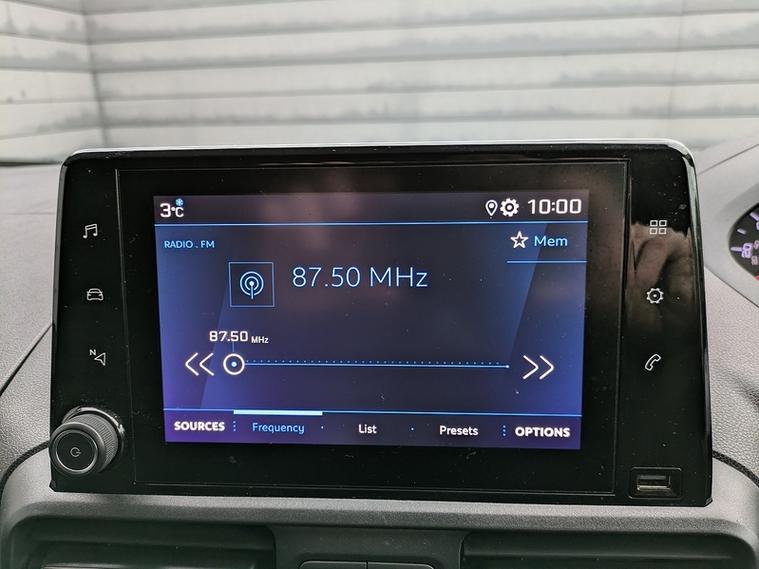 3°C 10:00
RADIO . FM
Mem
87.50 MHz
87.50 MHz
SOURCES Frequency List Presets OPTIONS
N